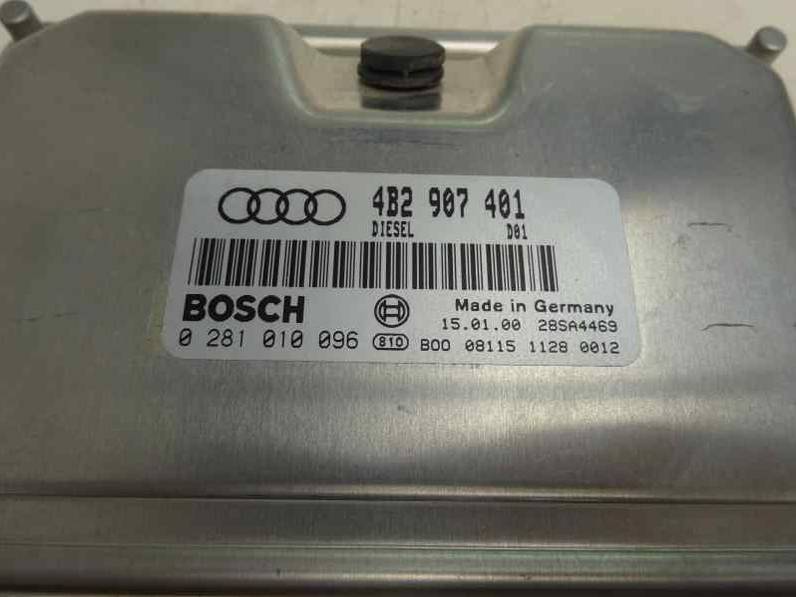 4B2 907 401
DIESEL D01
BOSCH
Made in Germany
15.01.00 28SA4469
0 281 010 096 810 B00 08115 1128 0012